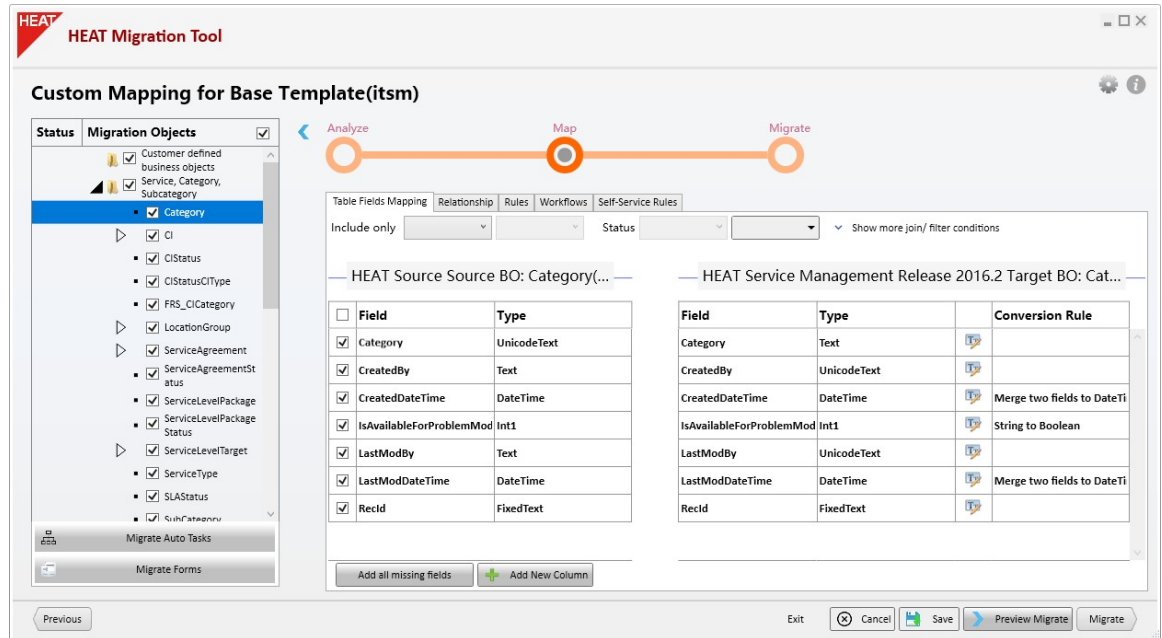 HEAT
HEAT Migration Tool
Custom Mapping for Base Template(itsm)
Status Migration Objects
Customer defined
business objects
Service, Category,
Subcategory
Category
CI
CIStatus
CIStatusCIType
FRS_CICategory
LocationGroup
ServiceAgreement
ServiceAgreementSt
atus
ServiceLevelPackage
ServiceLevelPackage
Status
ServiceLevelTarget
ServiceType
SLAStatus
SubCategory
Migrate Auto Tasks
Migrate Forms
Analyze Map Migrate
Table Fields Mapping Relationship Rules Workflows Self-Service Rules
Include only Status Show more join/ filter conditions
HEAT Source Source BO: Category(...
Field Type
Category UnicodeText
CreatedBy Text
CreatedDateTime DateTime
IsAvailableForProblemMod Int1
LastModBy Text
LastModDateTime DateTime
RecId FixedText
HEAT Service Management Release 2016.2 Target BO: Cat...
Field Type Conversion Rule
Category Text
CreatedBy UnicodeText
CreatedDateTime DateTime Merge two fields to DateTi
IsAvailableForProblemMod Int1 String to Boolean
LastModBy UnicodeText
LastModDateTime DateTime Merge two fields to DateTi
RecId FixedText
Add all missing fields Add New Column
Previous Exit Cancel Save Preview Migrate Migrate